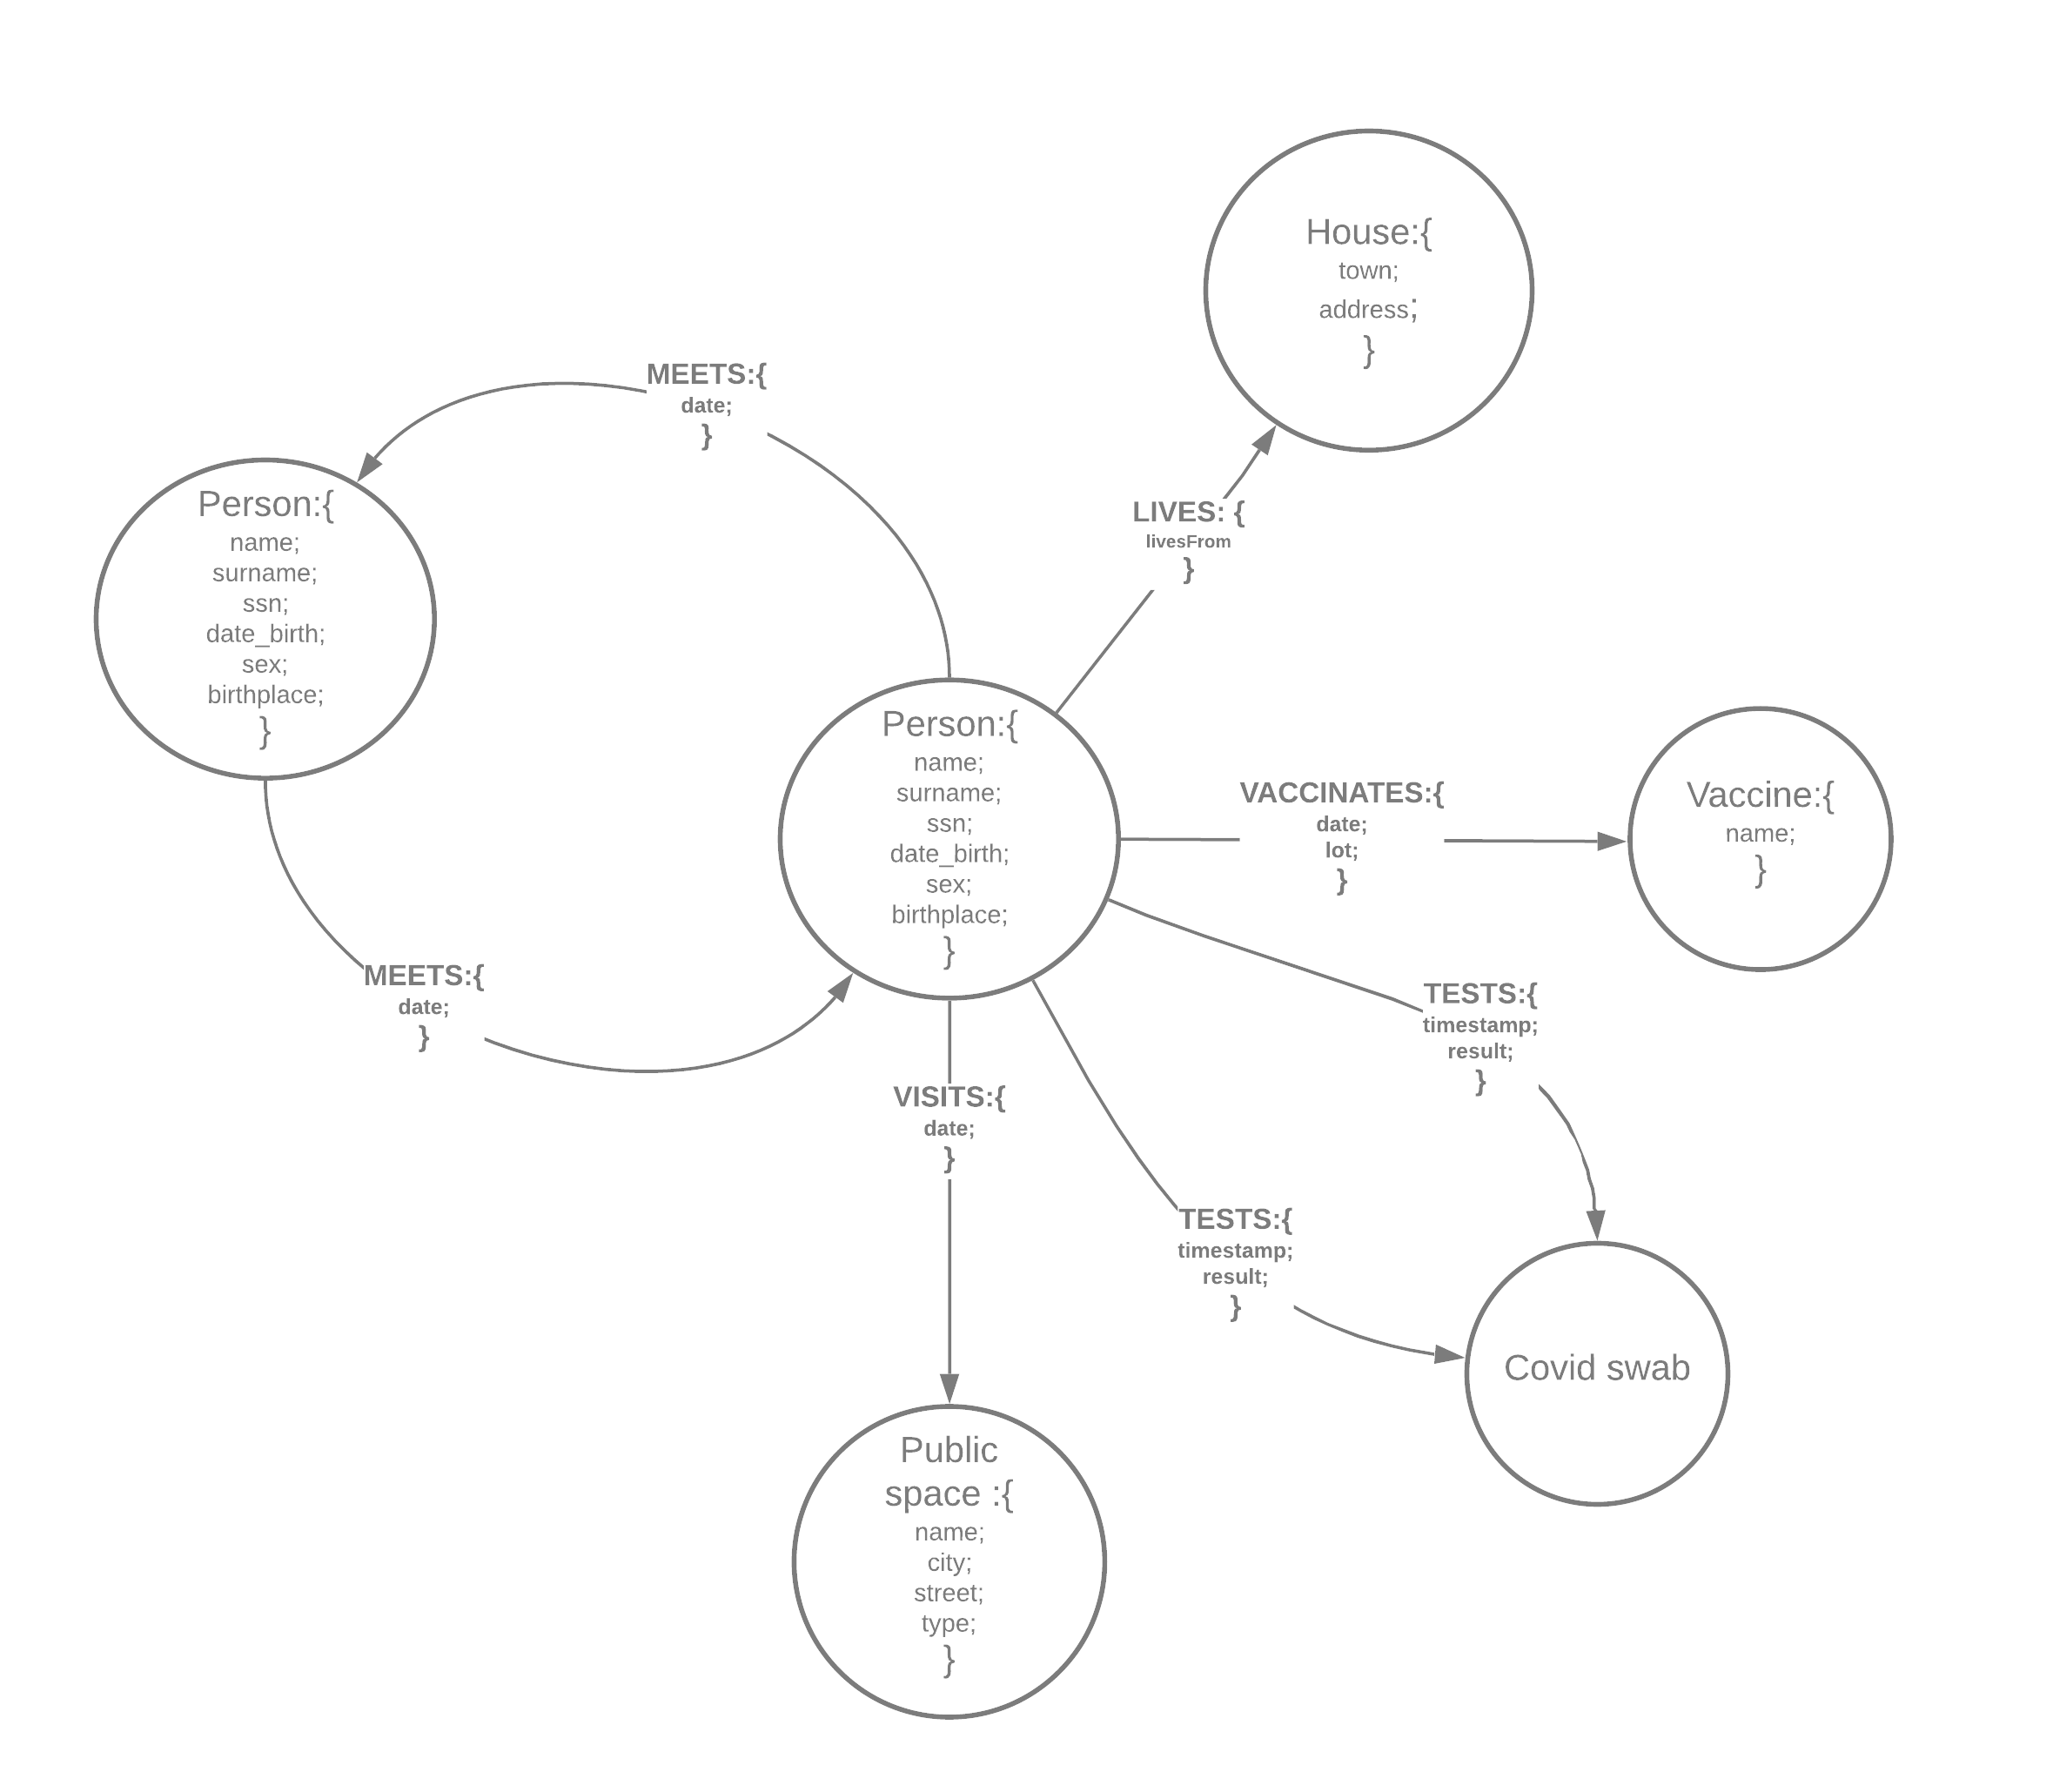 House:{
town;
address;
}
MEETS:{
date;
}
Person:{
name;
surname;
ssn;
date_birth;
sex;
birthplace;
}
LIVES: {
livesFrom
}
Person:{
name;
surname;
ssn;
date_birth;
sex;
birthplace;
}
VACCINATES:{
date;
lot;
}
Vaccine:{
name;
}
MEETS:{
date;
}
TESTS:{
timestamp;
result;
}
VISITS:{
date;
}
TESTS:{
timestamp;
result;
}
Covid swab
Public
space :{
name;
city;
street;
type;
}